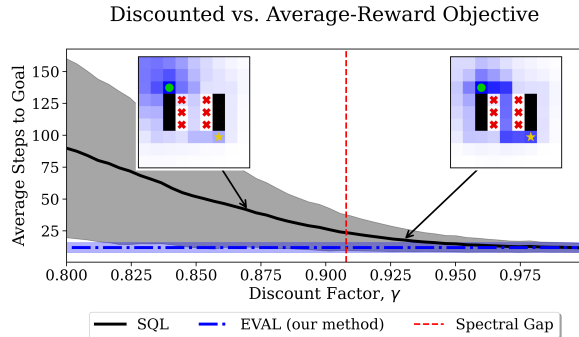 Discounted vs. Average-Reward Objective
Average Steps to Goal
150
125
100
75
50
25
0.800 0.825 0.850 0.875 0.900 0.925 0.950 0.975
Discount Factor, γ
SQL EVAL (our method) Spectral Gap